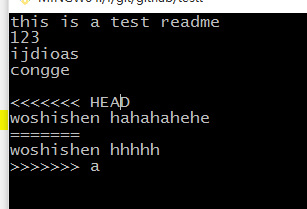 this is a test readme
123
ijdioas
congge
<<<<<<< HEAD
woshishen hahahahehe
=======
woshishen hhhhh
>>>>>>> a